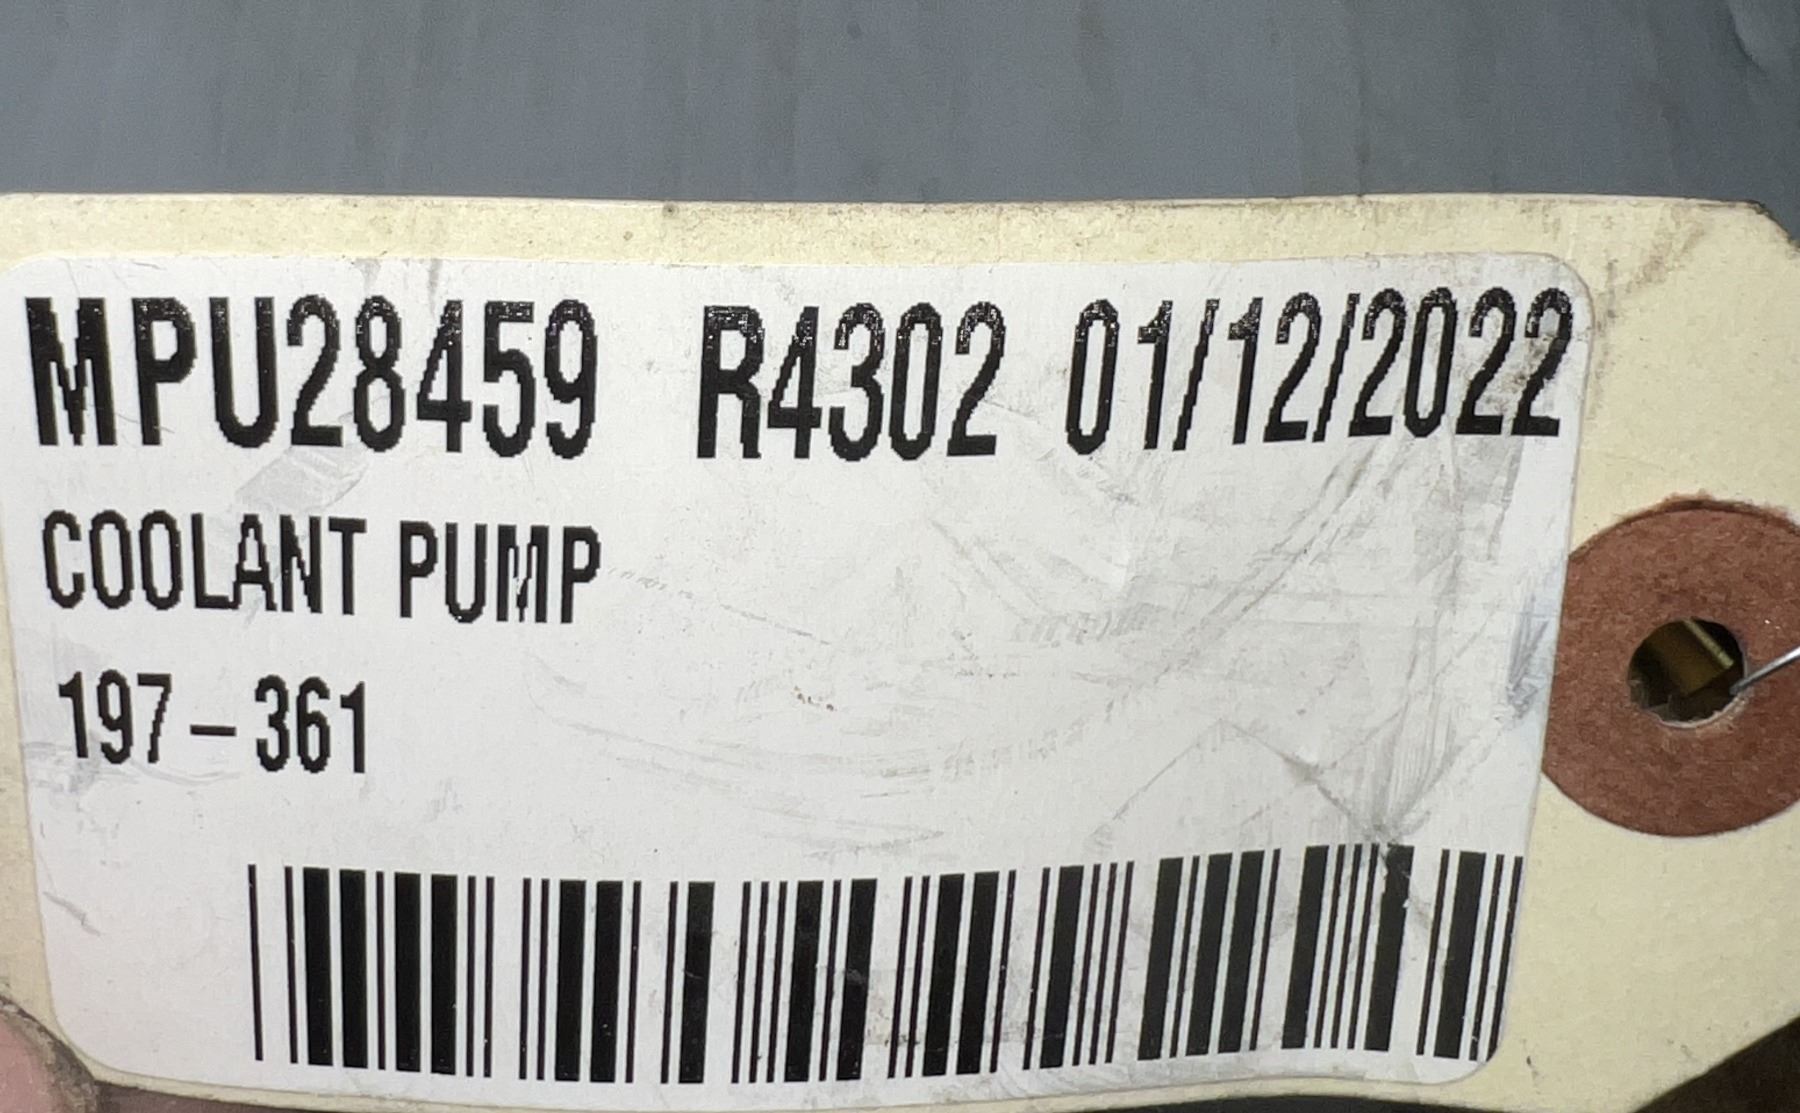 MPU28459 R4302 01/12/2022
COOLANT PUMP
197-361